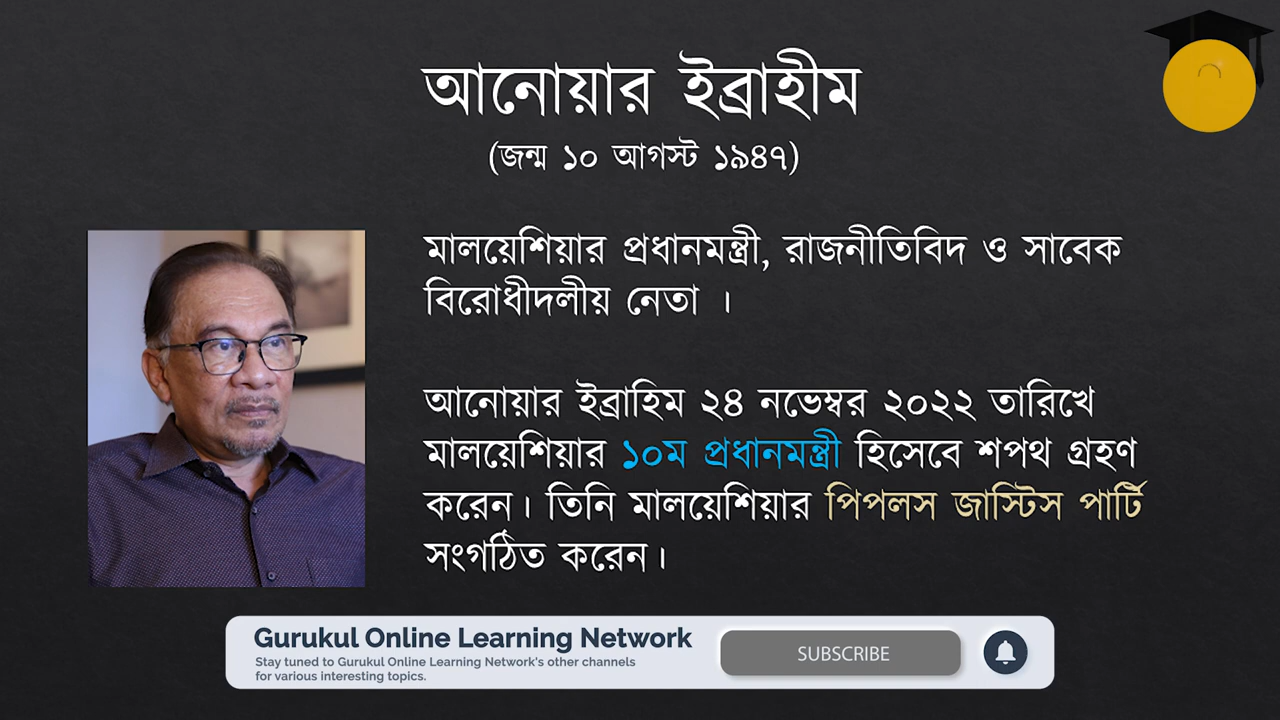 আনোয়ার ইব্রাহীম
(জন্ম ১০ আগস্ট ১৯৪৭)
মালয়েশিয়ার প্রধানমন্ত্রী, রাজনীতিবিদ ও সাবেক
বিরোধীদলীয় নেতা ।
আনোয়ার ইব্রাহিম ২৪ নভেম্বর ২০২২ তারিখে
মালয়েশিয়ার ১০ম প্রধানমন্ত্রী হিসেবে শপথ গ্রহণ
করেন। তিনি মালয়েশিয়ার পিপলস জাস্টিস পার্টি
সংগঠিত করেন।
Gurukul Online Learning Network
Stay tuned to Gurukul Online Learning Network's other channels
for various interesting topics.
SUBSCRIBE